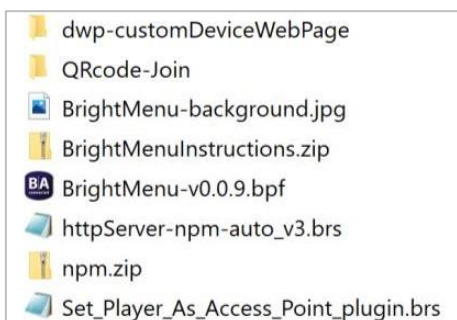 dwp-customDeviceWebPage
QRcode-Join
BrightMenu-background.jpg
BrightMenuInstructions.zip
BA BrightMenu-v0.0.9.bpf
httpServer-npm-auto_v3.brs
npm.zip
Set_Player_As_Access_Point_plugin.brs